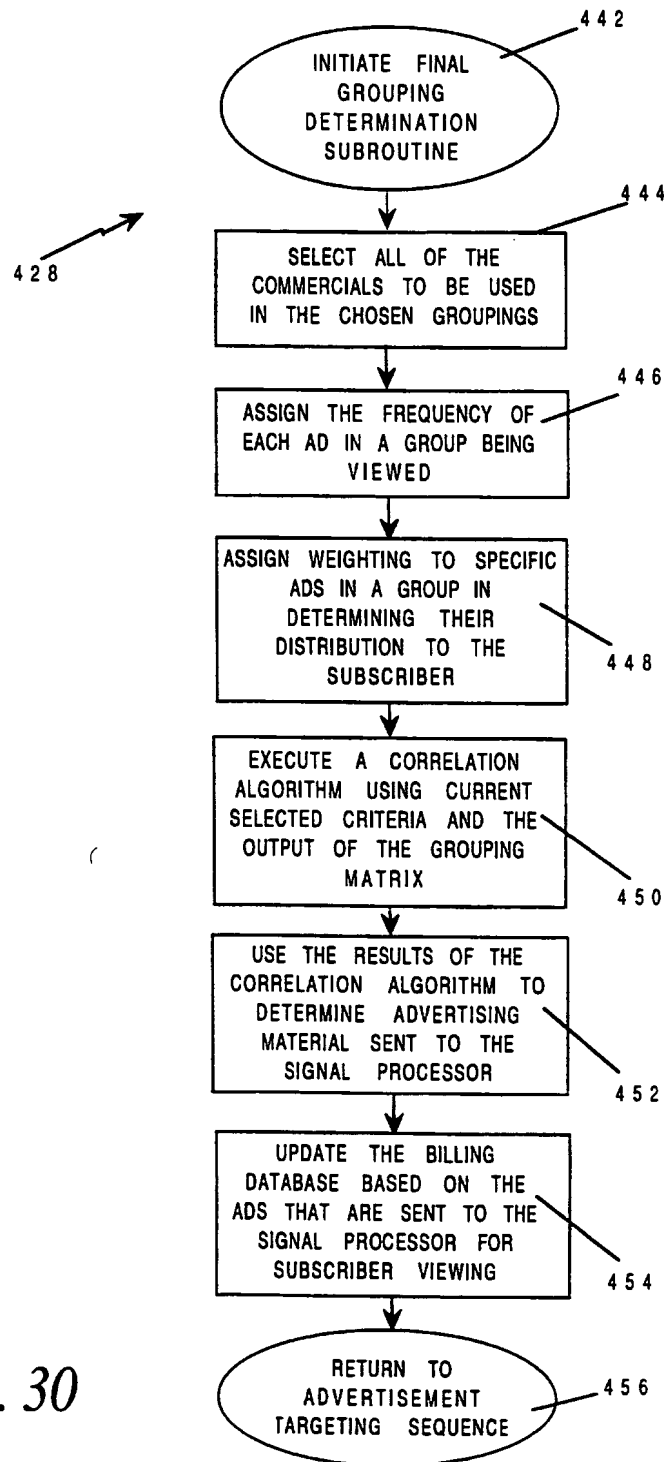 442
INITIATE FINAL
GROUPING
DETERMINATION
SUBROUTINE
428
444
SELECT ALL OF THE
COMMERCIALS TO BE USED
IN THE CHOSEN GROUPINGS
446
ASSIGN THE FREQUENCY OF
EACH AD IN A GROUP BEING
VIEWED
ASSIGN WEIGHTING TO SPECIFIC
ADS IN A GROUP IN
DETERMINING THEIR
DISTRIBUTION TO THE
SUBSCRIBER
448
EXECUTE A CORRELATION
ALGORITHM USING CURRENT
SELECTED CRITERIA AND THE
OUTPUT OF THE GROUPING
MATRIX
450
USE THE RESULTS OF THE
CORRELATION ALGORITHM TO
DETERMINE ADVERTISING
MATERIAL SENT TO THE
SIGNAL PROCESSOR
452
UPDATE THE BILLING
DATABASE BASED ON THE
ADS THAT ARE SENT TO THE
SIGNAL PROCESSOR FOR
SUBSCRIBER VIEWING
454
RETURN TO
ADVERTISEMENT
TARGETING SEQUENCE
456
. 30